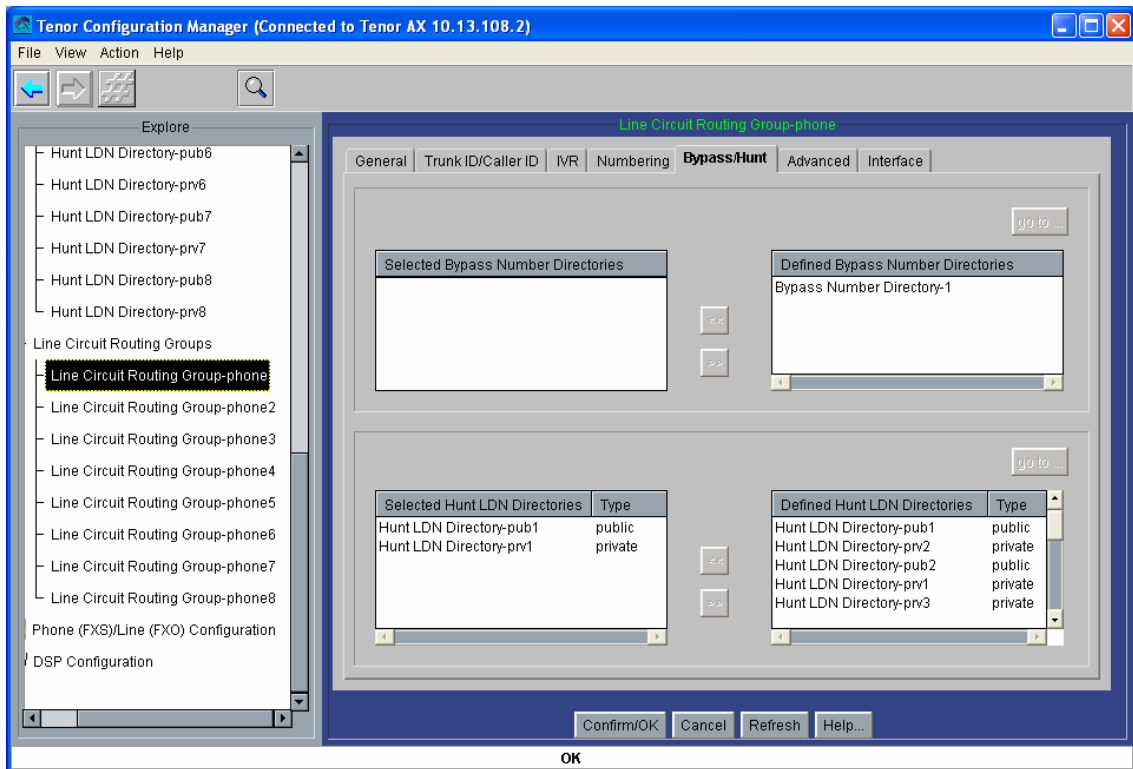 Tenor Configuration Manager (Connected to Tenor AX 10.13.108.2)
File View Action Help
Explore
Hunt LDN Directory-pub6
Hunt LDN Directory-prv6
Hunt LDN Directory-pub7
Hunt LDN Directory-prv7
Hunt LDN Directory-pub8
Hunt LDN Directory-prv8
Line Circuit Routing Groups
Line Circuit Routing Group-phone
Line Circuit Routing Group-phone2
Line Circuit Routing Group-phone3
Line Circuit Routing Group-phone4
Line Circuit Routing Group-phone5
Line Circuit Routing Group-phone6
Line Circuit Routing Group-phone7
Line Circuit Routing Group-phone8
Phone (FXS)/Line (FXO) Configuration
DSP Configuration
Line Circuit Routing Group-phone
General Trunk ID/Caller ID IVR Numbering Bypass/Hunt Advanced Interface
go to ...
Selected Bypass Number Directories
<<
>>
Defined Bypass Number Directories
Bypass Number Directory-1
go to ...
Selected Hunt LDN Directories Type
Hunt LDN Directory-pub1 public
Hunt LDN Directory-prv1 private
<<
>>
Defined Hunt LDN Directories Type
Hunt LDN Directory-pub1 public
Hunt LDN Directory-prv2 private
Hunt LDN Directory-pub2 public
Hunt LDN Directory-prv1 private
Hunt LDN Directory-prv3 private
Confirm/OK Cancel Refresh Help...
OK